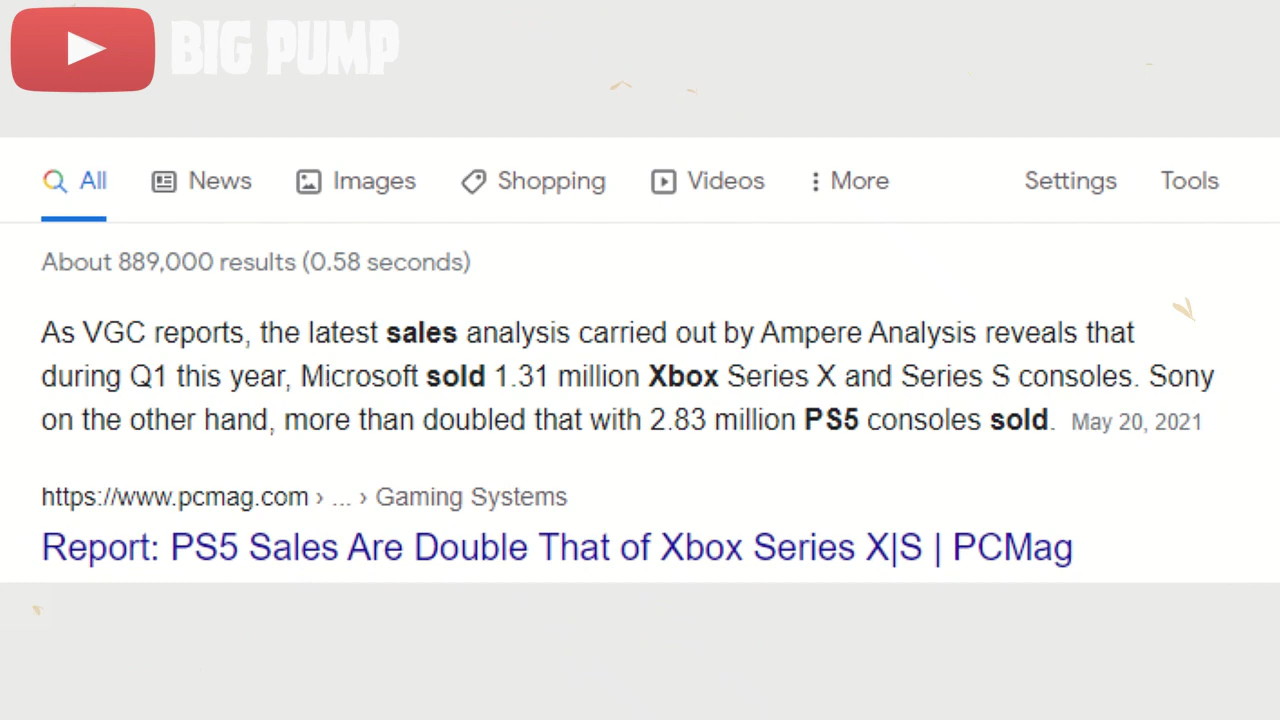 BIG PUMP
All News Images Shopping Videos More Settings Tools
About 889,000 results (0.58 seconds)
As VGC reports, the latest sales analysis carried out by Ampere Analysis reveals that
during Q1 this year, Microsoft sold 1.31 million Xbox Series X and Series S consoles. Sony
on the other hand, more than doubled that with 2.83 million PS5 consoles sold. May 20, 2021
https://www.pcmag.com › ... › Gaming Systems
Report: PS5 Sales Are Double That of Xbox Series X|S | PCMag